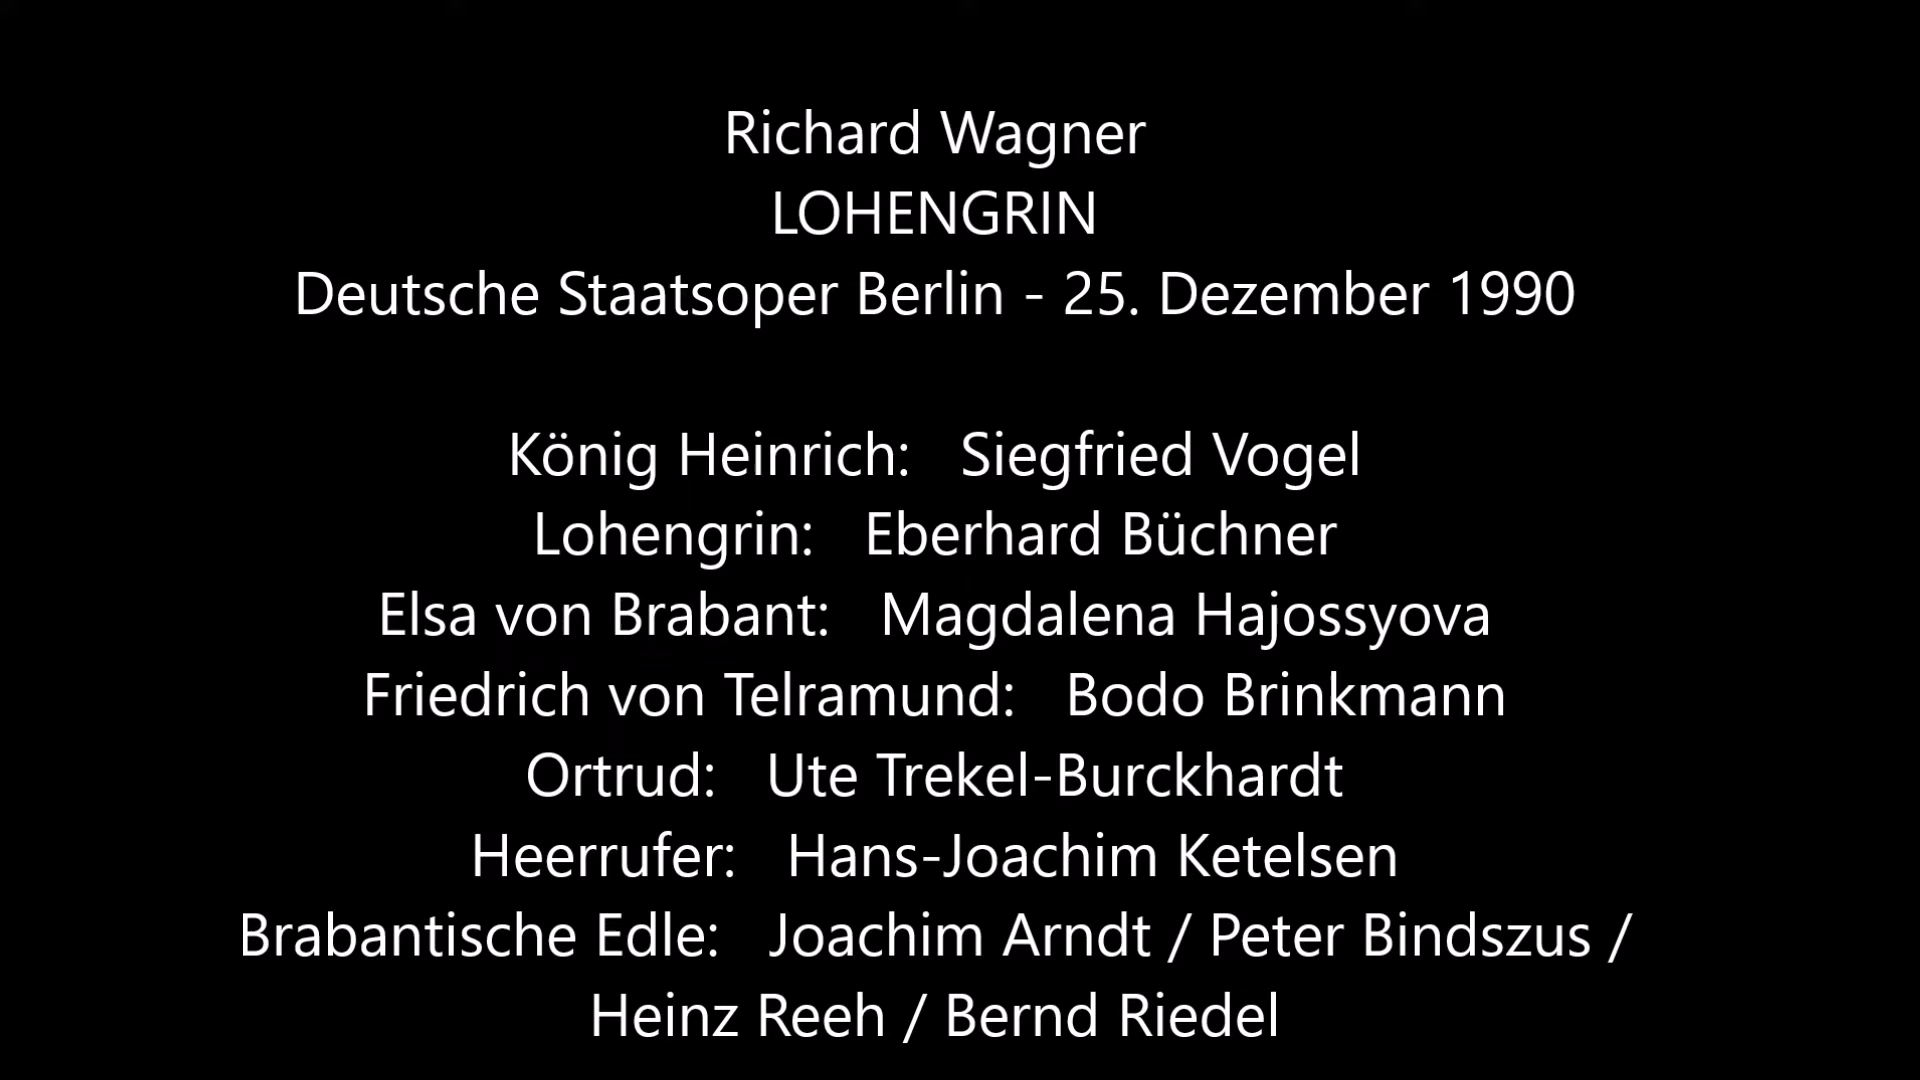 Richard Wagner
LOHENGRIN
Deutsche Staatsoper Berlin - 25. Dezember 1990
König Heinrich: Siegfried Vogel
Lohengrin: Eberhard Büchner
Elsa von Brabant: Magdalena Hajossyova
Friedrich von Telramund: Bodo Brinkmann
Ortrud: Ute Trekel-Burckhardt
Heerrufer: Hans-Joachim Ketelsen
Brabantische Edle: Joachim Arndt / Peter Bindszus /
Heinz Reeh / Bernd Riedel